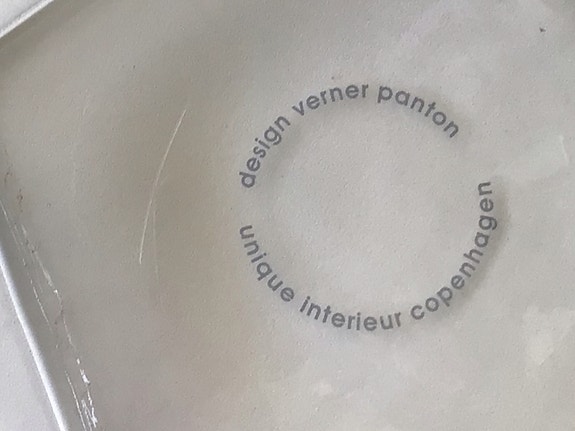 design verner panton
unique interieur copenhagen